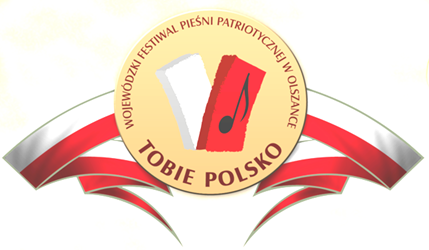 WOJEWÓDZKI FESTIWAL PIEŚNI PATRIOTYCZNEJ W OLSZANCE
TOBIE POLSKO